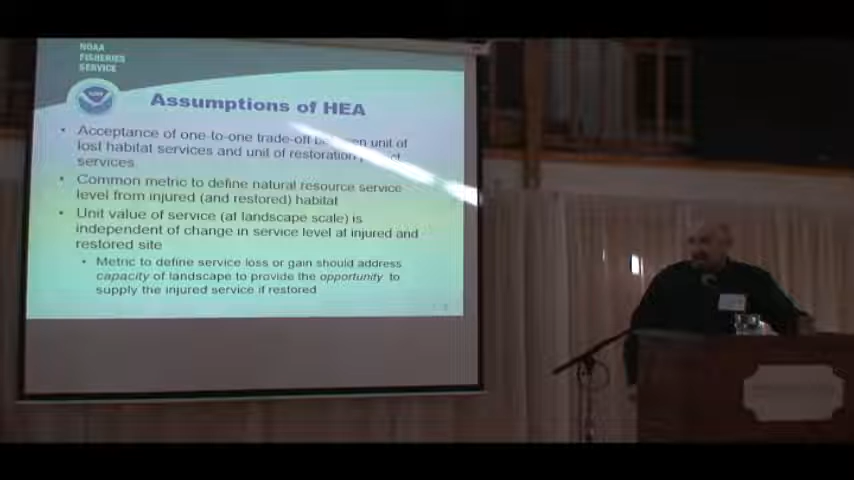 NOAA
FISHERIES
SERVICE
Assumptions of HEA
• Acceptance of one-to-one trade-off unit of
lost habitat services and unit of restoration
services
• Common metric to define natural resource service
level from injured (and restored) habitat
• Unit value of service (at landscape scale) is
independent of change in service level at injured and
restored site
• Metric to define service loss or gain should address
capacity of landscape to provide the opportunity to
supply the injured service if restored